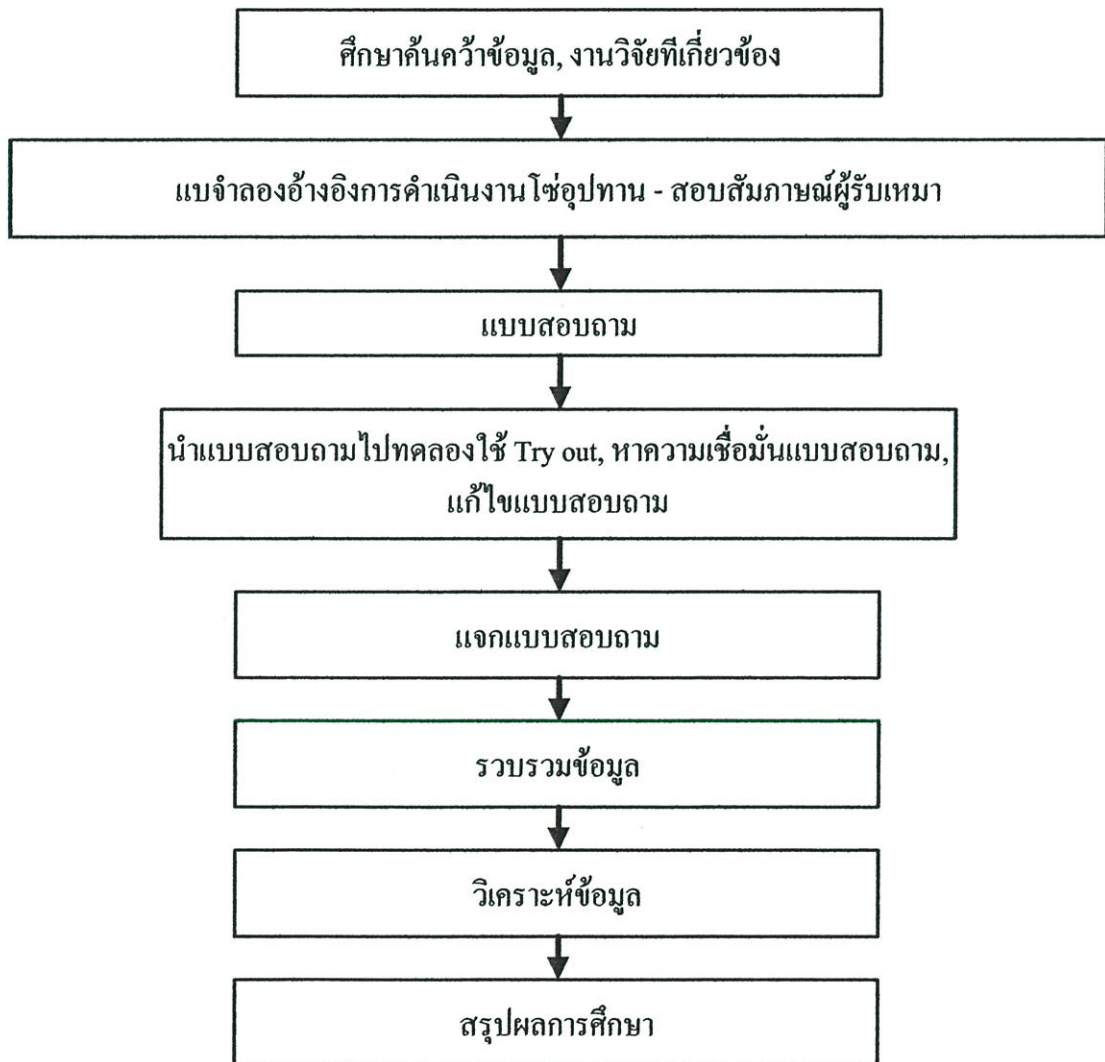 ศึกษาค้นคว้าข้อมูล, งานวิจัยทีเกี่ยวข้อง
แบจำลองอ้างอิงการดำเนินงานโซ่อุปทาน - สอบสัมภาษณ์ผู้รับเหมา
แบบสอบถาม
นำแบบสอบถามไปทดลองใช้ Try out, หาความเชื่อมั่นแบบสอบถาม,
แก้ไขแบบสอบถาม
แจกแบบสอบถาม
รวบรวมข้อมูล
วิเคราะห์ข้อมูล
สรุปผลการศึกษา